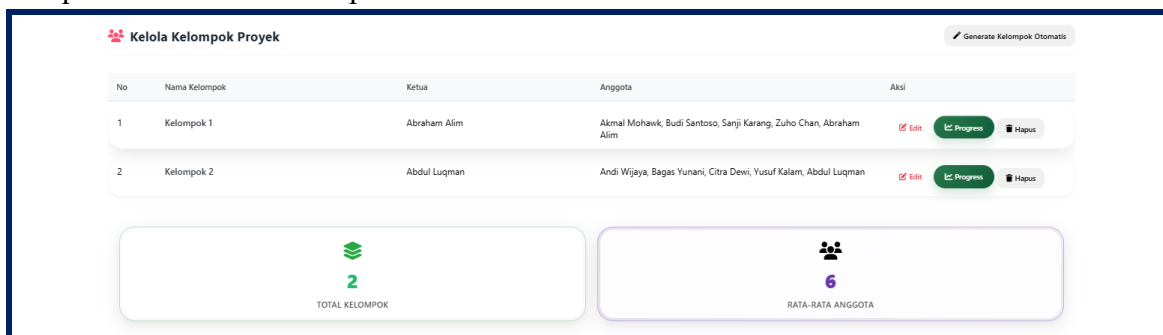 Kelola Kelompok Proyek
Generate Kelompok Otomatis
No Nama Kelompok Ketua Anggota Aksi
1 Kelompok 1 Abraham Alim Akmal Mohawk, Budi Santoso, Sanji Karang, Zuho Chan, Abraham
Alim
Edit Progress Hapus
2 Kelompok 2 Abdul Luqman Andi Wijaya, Bagas Yunani, Citra Dewi, Yusuf Kalam, Abdul Luqman
Edit Progress Hapus
2
TOTAL KELOMPOK
6
RATA-RATA ANGGOTA